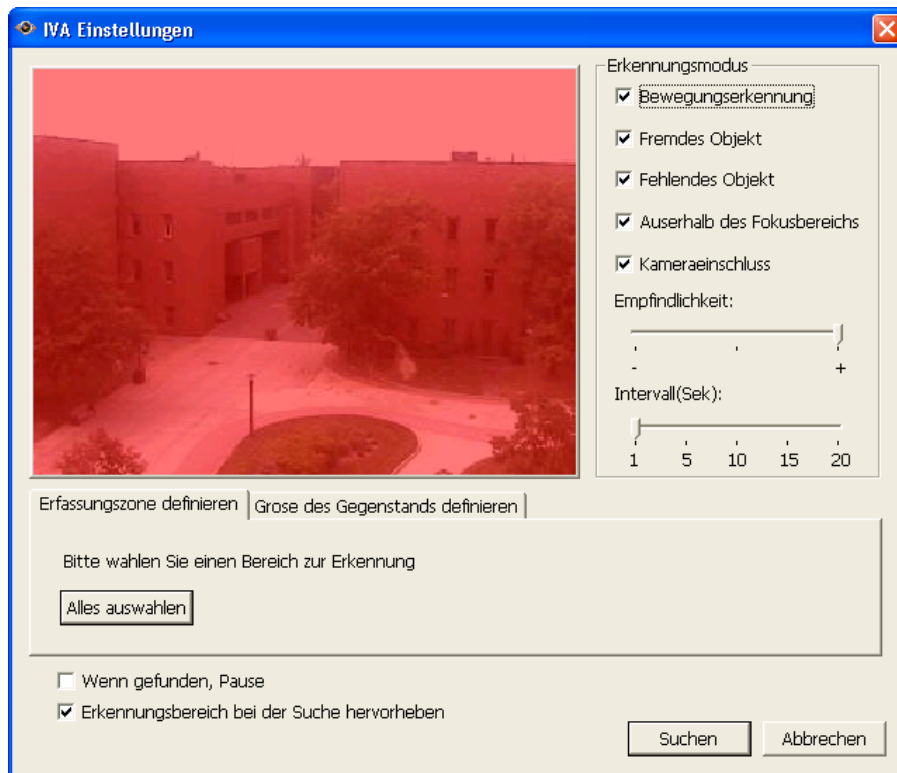 IVA Einstellungen
Erkennungsmodus
Bewegungserkennung
Fremdes Objekt
Fehlendes Objekt
Auserhalb des Fokusbereichs
Kameraeinschluss
Empfindlichkeit:
- +
Intervall(Sek):
1 5 10 15 20
Erfassungszone definieren Grose des Gegenstands definieren
Bitte wahlen Sie einen Bereich zur Erkennung
Alles auswahlen
Wenn gefunden, Pause
Erkennungsbereich bei der Suche hervorheben
Suchen Abbrechen